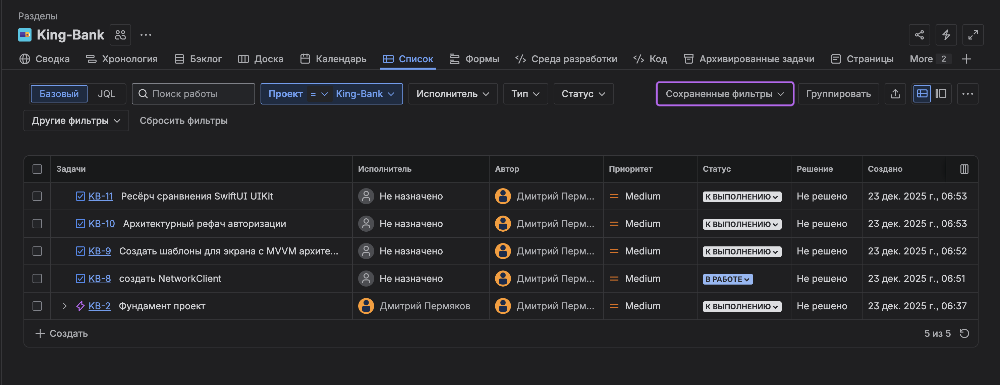 Разделы
King-Bank
Сводка Хронология Бэклог Доска Календарь Список Формы Среда разработки Код Архивированные задачи Страницы More 2
Базовый JQL Поиск работы Проект = King-Bank Исполнитель Тип Статус Сохраненные фильтры Группировать
Другие фильтры Сбросить фильтры
Задачи Исполнитель Автор Приоритет Статус Решение Создано
KB-11 Ресёрч сранвнения SwiftUI UIKit Не назначено Дмитрий Перм... Medium К ВЫПОЛНЕНИЮ Не решено 23 дек. 2025 г., 06:53
KB-10 Архитектурный рефач авторизации Не назначено Дмитрий Перм... Medium К ВЫПОЛНЕНИЮ Не решено 23 дек. 2025 г., 06:53
KB-9 Создать шаблоны для экрана с MVVM архите... Не назначено Дмитрий Перм... Medium К ВЫПОЛНЕНИЮ Не решено 23 дек. 2025 г., 06:52
KB-8 создать NetworkClient Не назначено Дмитрий Перм... Medium В РАБОТЕ Не решено 23 дек. 2025 г., 06:51
KB-2 Фундамент проект Дмитрий Пермяков Дмитрий Перм... Medium К ВЫПОЛНЕНИЮ Не решено 23 дек. 2025 г., 06:37
Создать 5 из 5